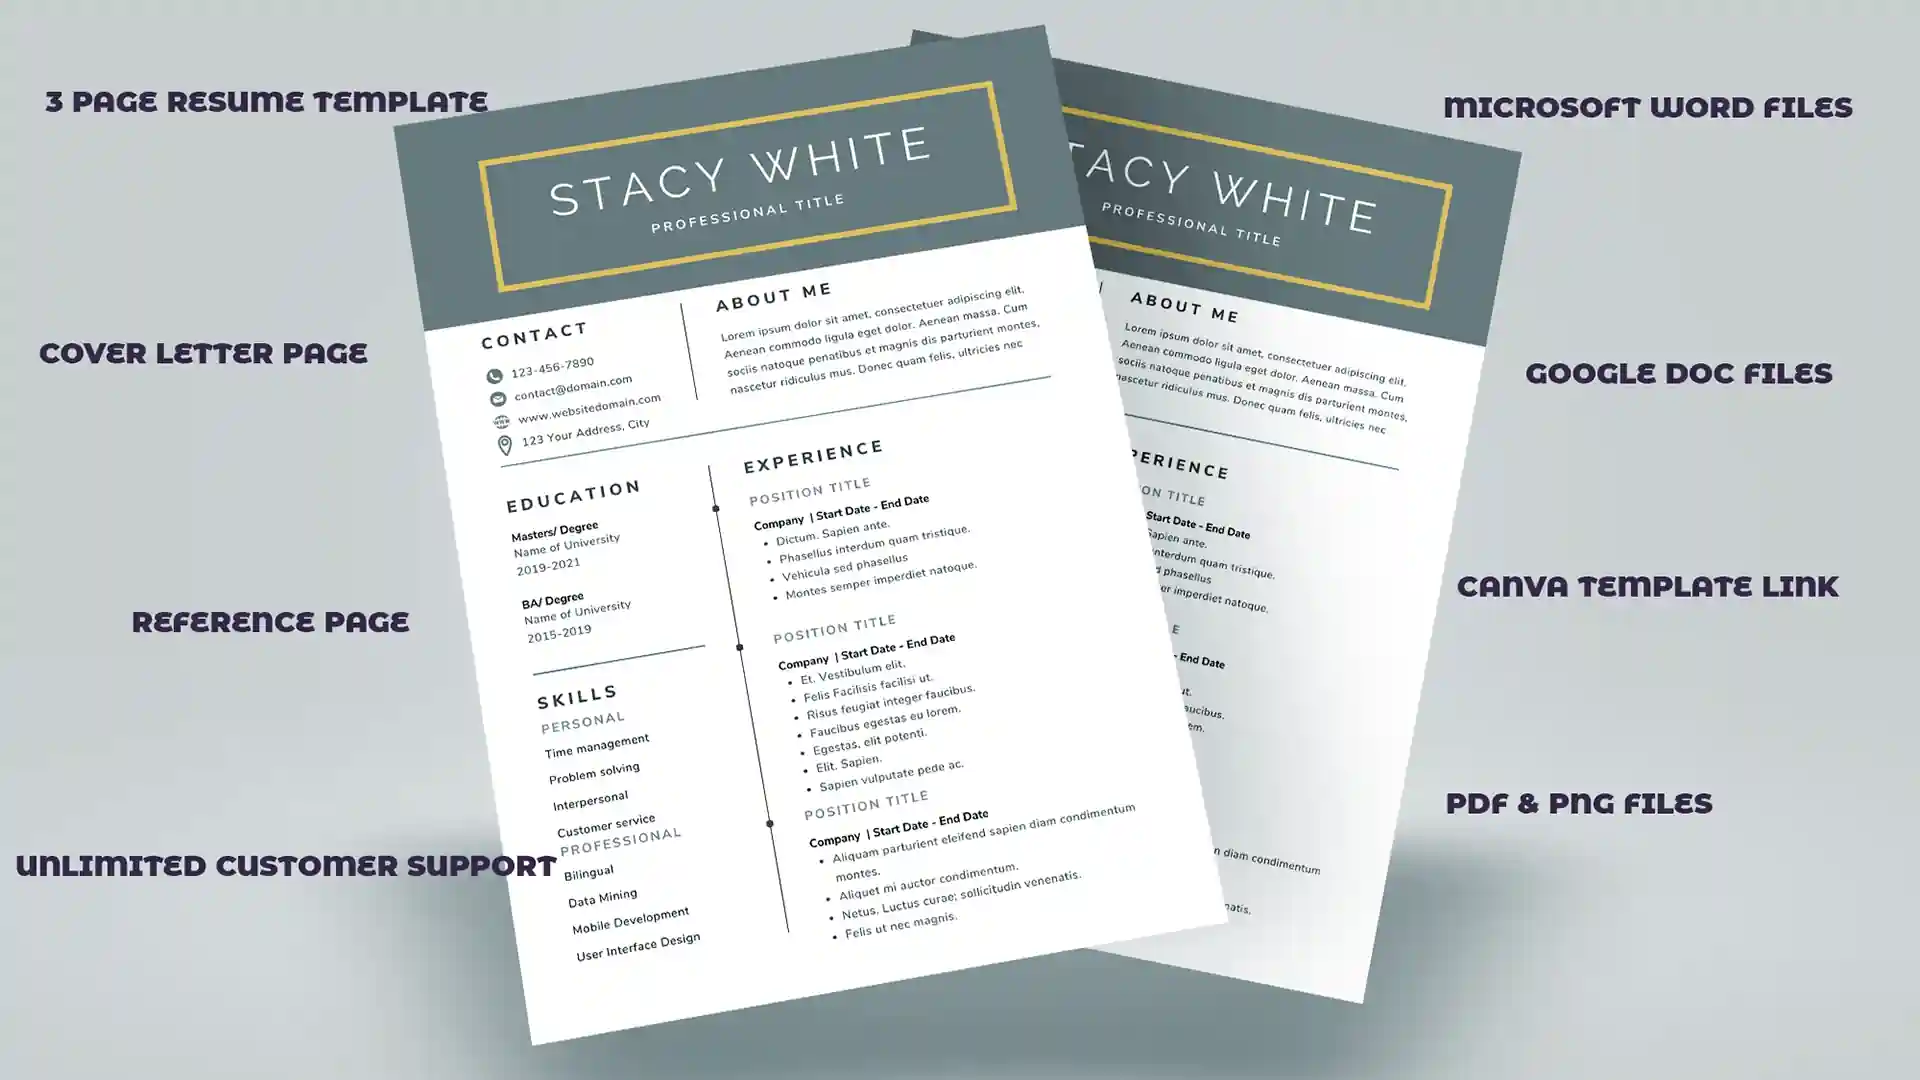 3 PAGE RESUME TEMPLATE
COVER LETTER PAGE
REFERENCE PAGE
UNLIMITED CUSTOMER SUPPORT
STACY WHITE
PROFESSIONAL TITLE
CONTACT
123-456-7890
contact@domain.com
www.websitedomain.com
123 Your Address, City
ABOUT ME
Lorem ipsum dolor sit amet, consectetuer adipiscing elit.
Aenean commodo ligula eget dolor. Aenean massa. Cum
sociis natoque penatibus et magnis dis parturient montes,
nascetur ridiculus mus. Donec quam felis, ultricies nec
EDUCATION
Masters/ Degree
Name of University
2019-2021
BA/ Degree
Name of University
2015-2019
SKILLS
PERSONAL
Time management
Problem solving
Interpersonal
Customer service
PROFESSIONAL
Bilingual
Data Mining
Mobile Development
User Interface Design
EXPERIENCE
POSITION TITLE
Company | Start Date - End Date
• Dictum. Sapien ante.
• Phasellus interdum quam tristique.
• Vehicula sed phasellus
• Montes semper imperdiet natoque.
POSITION TITLE
Company | Start Date - End Date
• Et. Vestibulum elit.
• Felis Facilisis facilisi ut.
• Risus feugiat integer faucibus.
• Faucibus egestas eu lorem.
• Egestas, elit potenti.
• Elit. Sapien.
• Sapien vulputate pede ac.
POSITION TITLE
Company | Start Date - End Date
• Aliquam parturient eleifend sapien diam condimentum
montes.
• Aliquet mi auctor condimentum.
• Netus, Luctus curae; sollicitudin venenatis.
• Felis ut nec magnis.
TACY WHITE
PROFESSIONAL TITLE
ABOUT ME
Lorem ipsum dolor sit amet, consectetuer adipiscing elit.
Aenean commodo ligula eget dolor. Aenean massa. Cum
sociis natoque penatibus et magnis dis parturient montes,
nascetur ridiculus mus. Donec quam felis, ultricies nec
PERIENCE
ON TITLE
Start Date - End Date
Sapien ante.
interdum quam tristique.
d phasellus
er imperdiet natoque.
E
- End Date
ut.
aucibus.
em.
n diam condimentum
natis.
MICROSOFT WORD FILES
GOOGLE DOC FILES
CANVA TEMPLATE LINK
PDF & PNG FILES